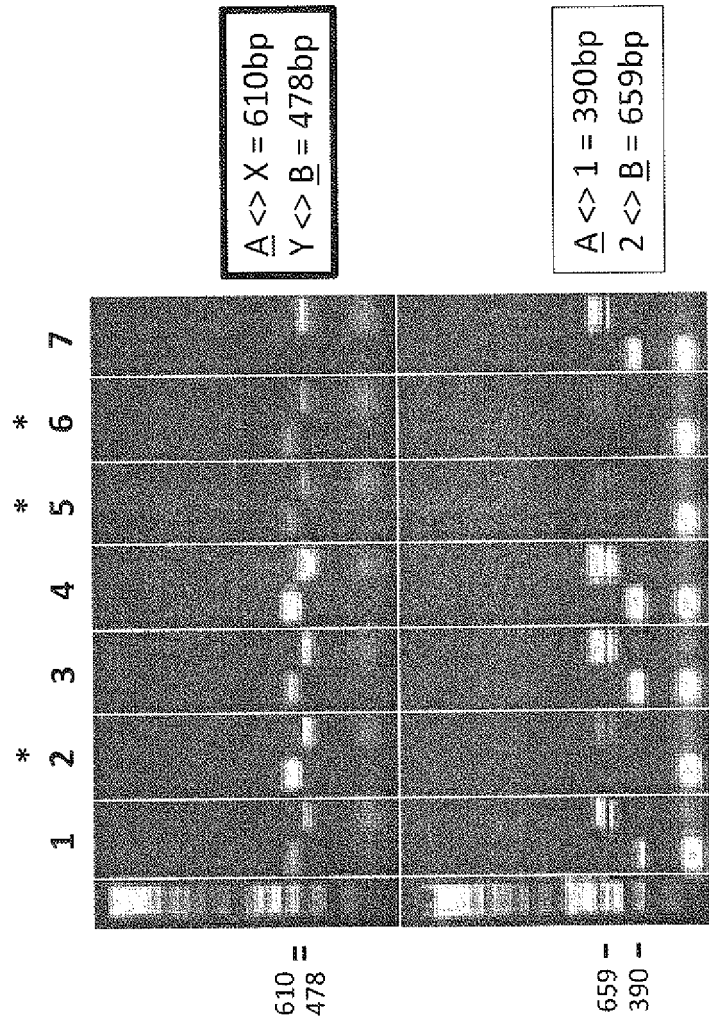 * * *
1 2 3 4 5 6 7
610
478
A <> X = 610bp
Y <> B = 478bp
659
390
A <> 1 = 390bp
2 <> B = 659bp